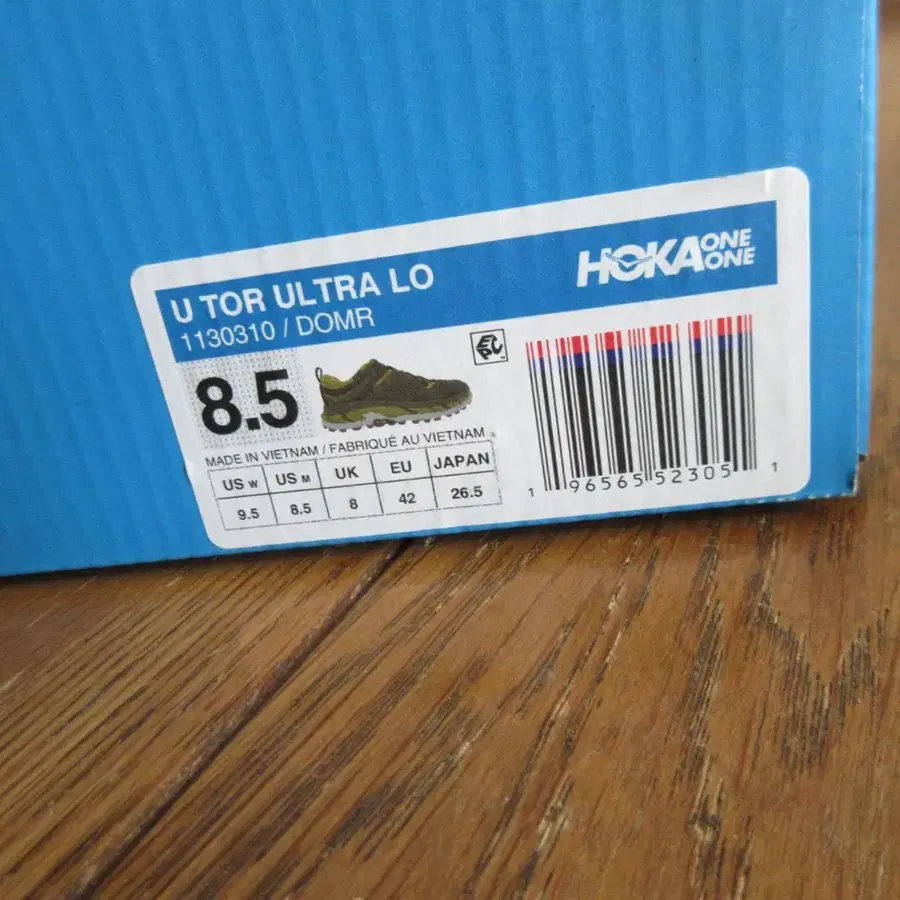 U TOR ULTRA LO
1130310 / DOMR
HOKA ONE ONE
8.5
EPC
MADE IN VIETNAM / FABRIQUÉ AU VIETNAM
US W US M UK EU JAPAN
9.5 8.5 8 42 26.5
1 96565 52305 1